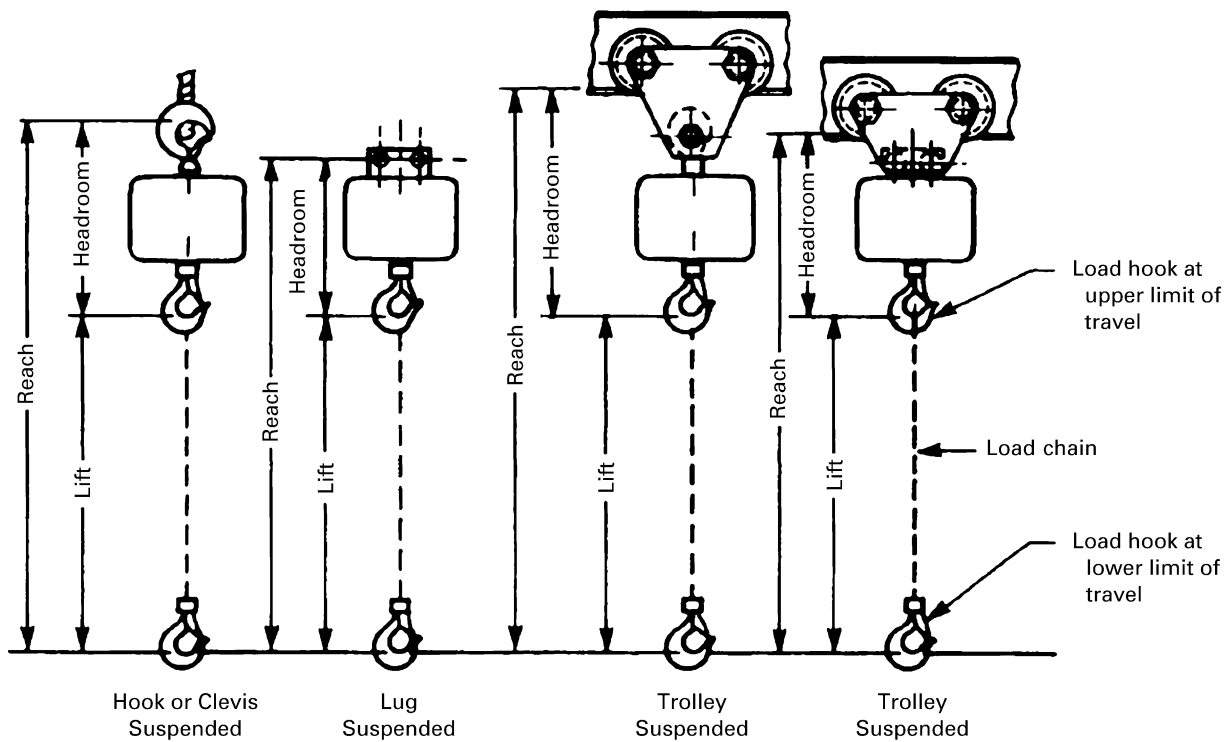 Reach
Headroom
Lift
Reach
Headroom
Lift
Reach
Headroom
Lift
Reach
Headroom
Lift
Load hook at
upper limit of
travel
Load chain
Load hook at
lower limit of
travel
Hook or Clevis
Suspended
Lug
Suspended
Trolley
Suspended
Trolley
Suspended